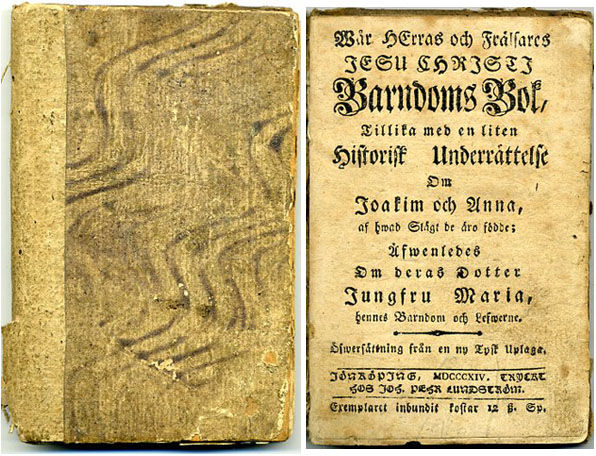 Wår HErras och Frälsares
JESU CHRISTI
Barndoms Bok,
Tillika med en liten
Historisk Underrättelse
Om
Joakim och Anna,
af hwad Slägt de äro födde;
Äfwenledes
Om deras Dotter
Jungfru Maria,
hennes Barndom och Lefwerne.
Öfwersättning från en ny Tysk Uplaga.
JÖNKÖPING, MDCCCXIV. TRYCKT
HOS JOH. PEHR LUNDSTRÖM.
Exemplaret inbundit kostar 12 ß. Sp.